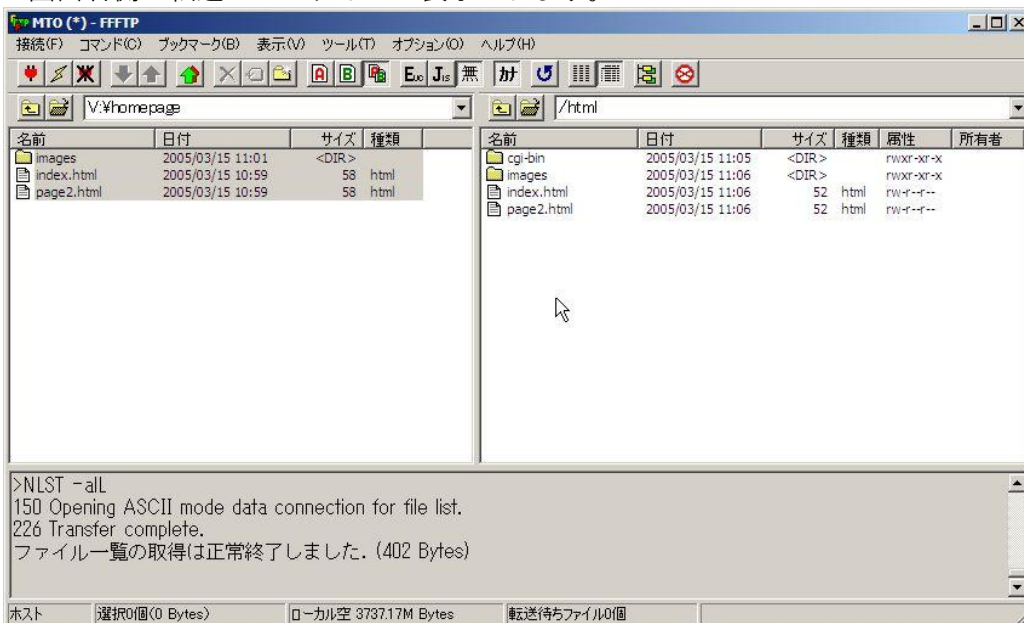 MTO (*) - FFFTP
接続(F) コマンド(C) ブックマーク(B) 表示(V) ツール(T) オプション(O) ヘルプ(H)
A B Euc Jis 無 カナ
V:¥homepage /html
名前 日付 サイズ 種類 名前 日付 サイズ 種類 属性 所有者
images 2005/03/15 11:01 <DIR> cgi-bin 2005/03/15 11:05 <DIR> rwxr-xr-x
index.html 2005/03/15 10:59 58 html images 2005/03/15 11:06 <DIR> rwxr-xr-x
page2.html 2005/03/15 10:59 58 html index.html 2005/03/15 11:06 52 html rw-r--r--
page2.html 2005/03/15 11:06 52 html rw-r--r--
>NLST -alL
150 Opening ASCII mode data connection for file list.
226 Transfer complete.
ファイル一覧の取得は正常終了しました. (402 Bytes)
ホスト 選択0個(0 Bytes) ローカル空 3737.17M Bytes 転送待ちファイル0個